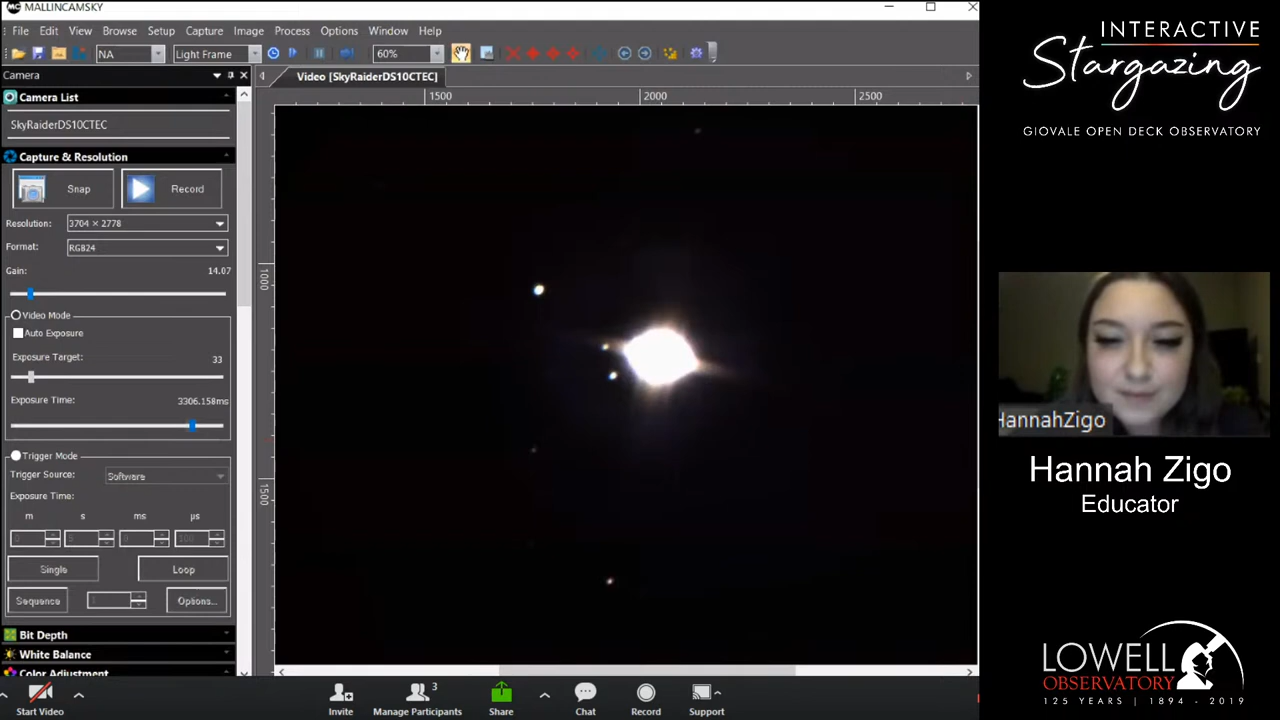 MALLINCAMSKY
File Edit View Browse Setup Capture Image Process Options Window Help
NA Light Frame 60%
Camera
Camera List
SkyRaiderDS10CTEC
Capture & Resolution
Snap Record
Resolution: 3704 × 2778
Format: RGB24
Gain: 14.07
Video Mode
Auto Exposure
Exposure Target: 33
Exposure Time: 3306.158ms
Trigger Mode
Trigger Source: Software
Exposure Time:
m s ms µs
Single Loop
Sequence Options...
Bit Depth
White Balance
Color Adjustment
Video [SkyRaiderDS10CTEC]
1500 2000 2500
1000
1500
Start Video Invite Manage Participants 3 Share Chat Record Support
INTERACTIVE
Stargazing
GIOVALE OPEN DECK OBSERVATORY
HannahZigo
Hannah Zigo
Educator
LOWELL
OBSERVATORY
125 YEARS | 1894 - 2019